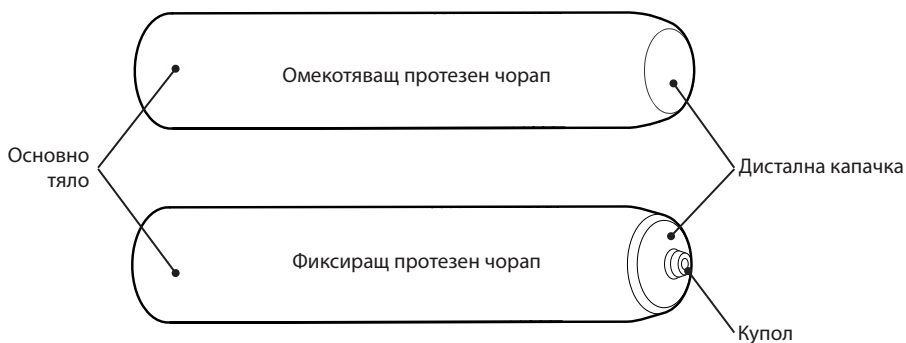 Омекотяващ протезен чорап
Основно
тяло
Дистална капачка
Фиксиращ протезен чорап
Купол